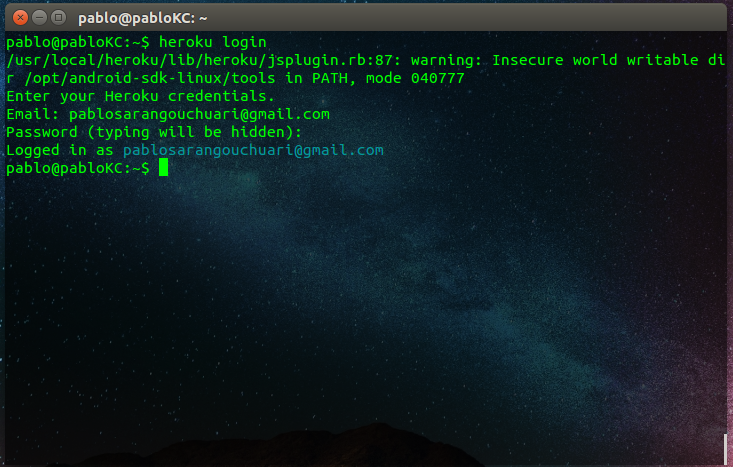 pablo@pabloKC: ~
pablo@pabloKC:~$ heroku login
/usr/local/heroku/lib/heroku/jsplugin.rb:87: warning: Insecure world writable di
r /opt/android-sdk-linux/tools in PATH, mode 040777
Enter your Heroku credentials.
Email: pablosarangouchuari@gmail.com
Password (typing will be hidden):
Logged in as pablosarangouchuari@gmail.com
pablo@pabloKC:~$